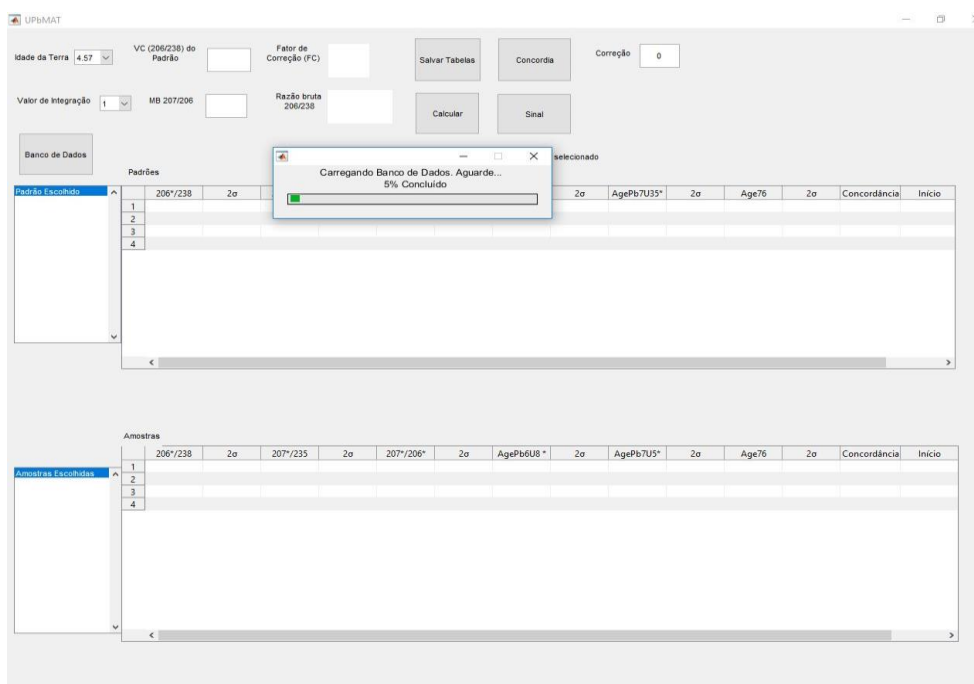 UPbMAT
Idade da Terra 4.57
VC (206/238) do
Padrão
Fator de
Correção (FC)
Salvar Tabelas
Concordia
Correção 0
Valor de Integração 1
MB 207/206
Razão bruta
206/238
Calcular
Sinal
Banco de Dados
selecionado
Carregando Banco de Dados. Aguarde...
5% Concluído
Padrões
Padrão Escolhido
206*/238 2σ 2σ AgePb7U35* 2σ Age76 2σ Concordância Início
1
2
3
4
Amostras
206*/238 2σ 207*/235 2σ 207*/206* 2σ AgePb6U8 * 2σ AgePb7U5* 2σ Age76 2σ Concordância Início
Amostras Escolhidas
1
2
3
4